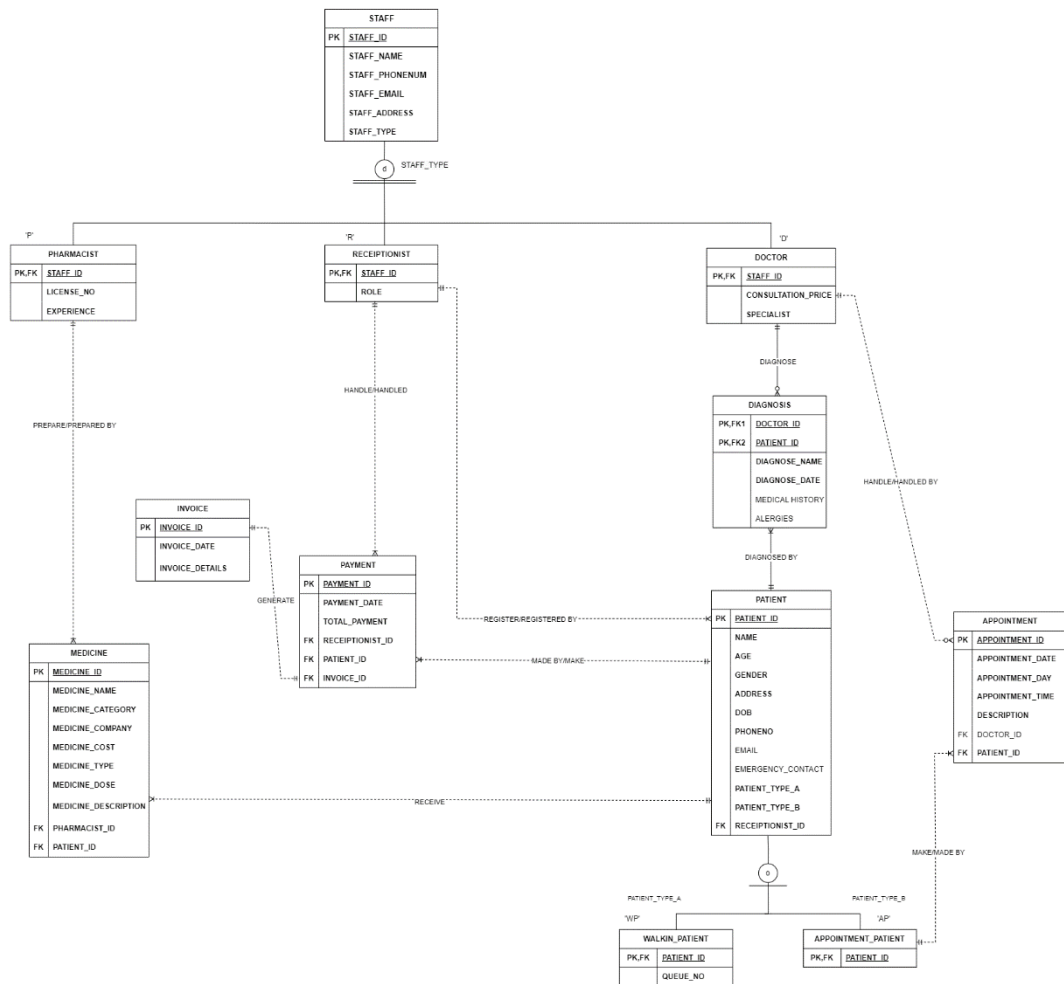 STAFF
PK STAFF_ID
STAFF_NAME
STAFF_PHONENUM
STAFF_EMAIL
STAFF_ADDRESS
STAFF_TYPE
d STAFF_TYPE
'P'
'R'
'D'
PHARMACIST
PK,FK STAFF_ID
LICENSE_NO
EXPERIENCE
RECEIPTIONIST
PK,FK STAFF_ID
ROLE
DOCTOR
PK,FK STAFF_ID
CONSULTATION_PRICE
SPECIALIST
DIAGNOSE
HANDLE/HANDLED
PREPARE/PREPARED BY
DIAGNOSIS
PK,FK1 DOCTOR_ID
PK,FK2 PATIENT_ID
DIAGNOSE_NAME
DIAGNOSE_DATE
MEDICAL HISTORY
ALERGIES
HANDLE/HANDLED BY
INVOICE
PK INVOICE_ID
INVOICE_DATE
INVOICE_DETAILS
DIAGNOSED BY
GENERATE
PAYMENT
PK PAYMENT_ID
PAYMENT_DATE
TOTAL_PAYMENT
FK RECEIPTIONIST_ID
FK PATIENT_ID
FK INVOICE_ID
REGISTER/REGISTERED BY
MADE BY/MAKE
PATIENT
PK PATIENT_ID
NAME
AGE
GENDER
ADDRESS
DOB
PHONENO
EMAIL
EMERGENCY_CONTACT
PATIENT_TYPE_A
PATIENT_TYPE_B
FK RECEIPTIONIST_ID
APPOINTMENT
PK APPOINTMENT_ID
APPOINTMENT_DATE
APPOINTMENT_DAY
APPOINTMENT_TIME
DESCRIPTION
FK DOCTOR_ID
FK PATIENT_ID
MEDICINE
PK MEDICINE_ID
MEDICINE_NAME
MEDICINE_CATEGORY
MEDICINE_COMPANY
MEDICINE_COST
MEDICINE_TYPE
MEDICINE_DOSE
MEDICINE_DESCRIPTION
FK PHARMACIST_ID
FK PATIENT_ID
RECEIVE
MAKE/MADE BY
o
PATIENT_TYPE_A
PATIENT_TYPE_B
'WP'
'AP'
WALKIN_PATIENT
PK,FK PATIENT_ID
QUEUE_NO
APPOINTMENT_PATIENT
PK,FK PATIENT_ID